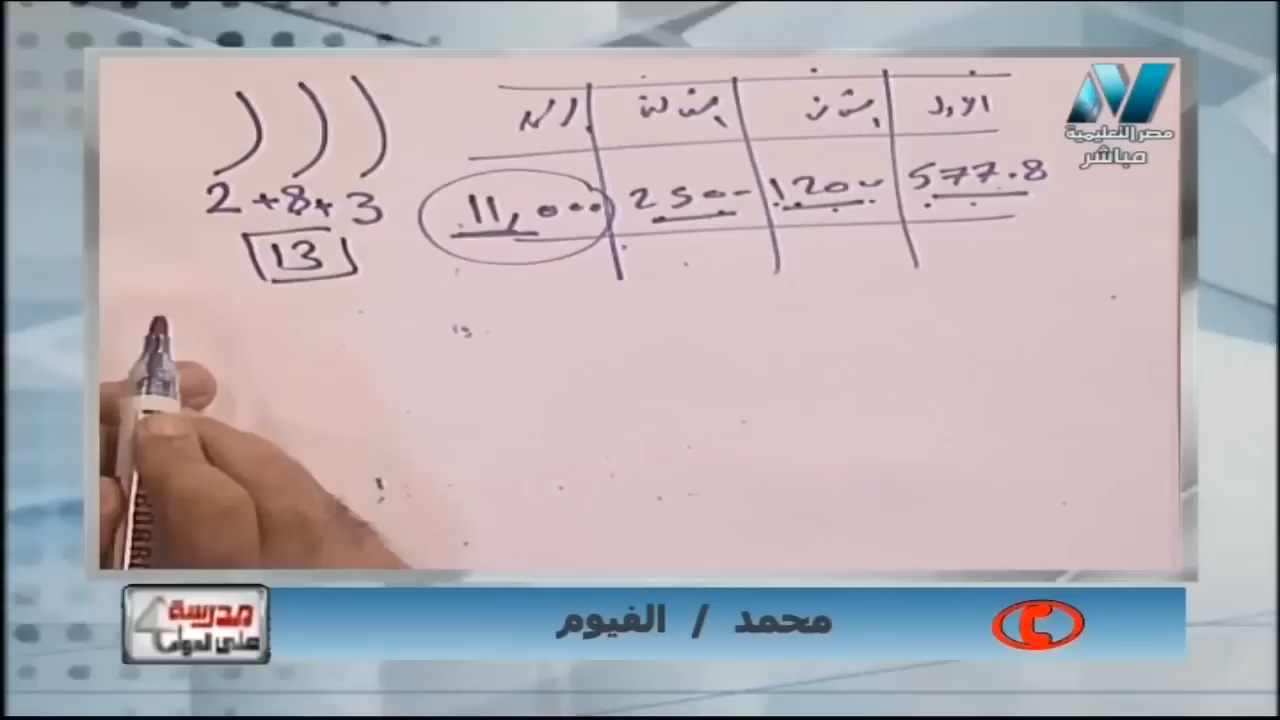 الأول الثاني الثالث الرابع
577.8 1200 2500 11,000
2 + 8 + 3
13
مصر التعليمية
مباشر
مدرسة
على الهواء
محمد / الفيوم